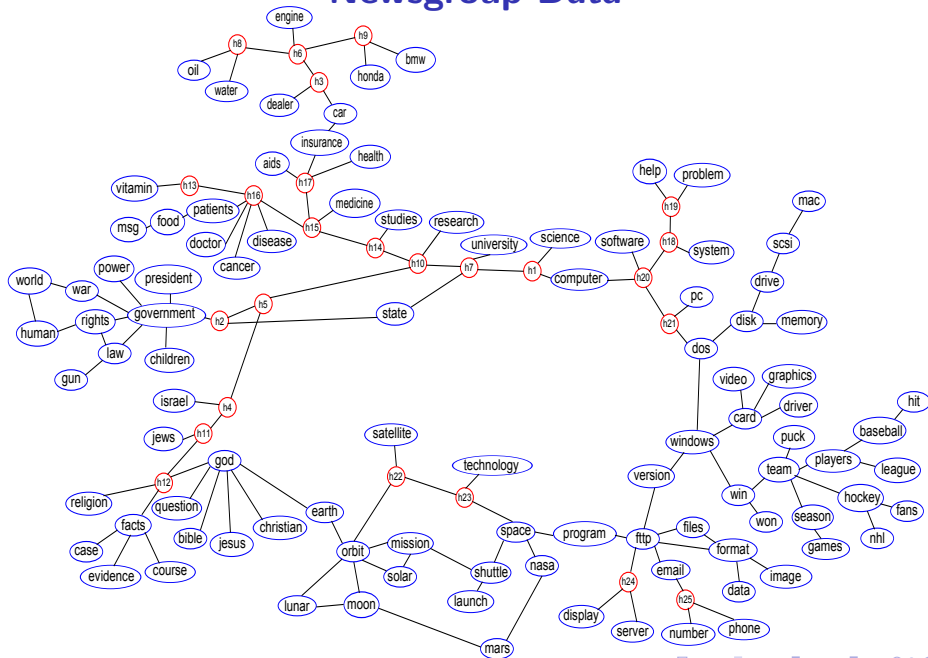 Newsgroup Data
engine
h8
h9
h6
bmw
oil
honda
water
h3
dealer
car
insurance
aids
health
help
problem
vitamin
h13
h16
h17
medicine
h19
mac
patients
food
msg
studies
research
science
software
h18
scsi
doctor
disease
h15
h14
university
system
cancer
h10
h7
h1
computer
h20
drive
world
power
president
war
h5
pc
human
rights
government
h2
state
h21
disk
memory
law
children
dos
gun
video
graphics
israel
h4
card
driver
hit
jews
h11
satellite
windows
puck
baseball
god
technology
players
h12
h22
version
team
league
religion
question
h23
win
hockey
fans
facts
bible
jesus
christian
earth
space
program
fttp
files
won
season
nhl
case
orbit
mission
nasa
format
games
evidence
course
solar
shuttle
h24
email
image
launch
data
lunar
moon
display
h25
server
number
phone
mars